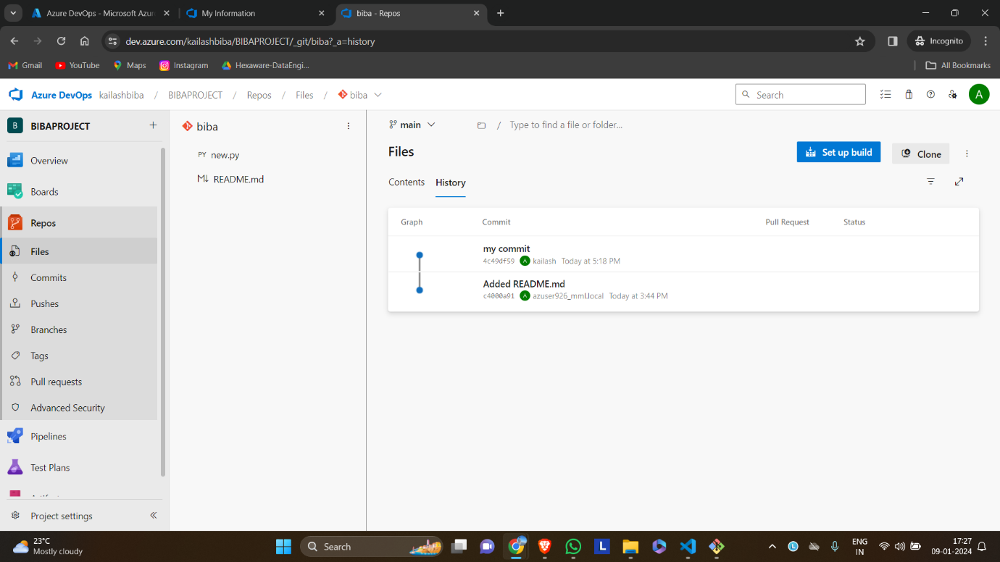 Azure DevOps - Microsoft Azur
My Information
biba - Repos
dev.azure.com/kailashbiba/BIBAPROJECT/_git/biba?_a=history
Incognito
Gmail
YouTube
Maps
Instagram
Hexaware-DataEngi...
All Bookmarks
Azure DevOps kailashbiba / BIBAPROJECT / Repos / Files / biba
Search
A
B BIBAPROJECT
Overview
Boards
Repos
Files
Commits
Pushes
Branches
Tags
Pull requests
Advanced Security
Pipelines
Test Plans
Project settings
biba
PY new.py
M↓ README.md
main
/ Type to find a file or folder...
Files
Set up build
Clone
Contents
History
Graph Commit Pull Request Status
my commit
4c49df59 A kailash Today at 5:18 PM
Added README.md
c4000a91 A azuser926_mml.local Today at 3:44 PM
23°C
Mostly cloudy
Search
L
L
ENG
IN
17:27
09-01-2024